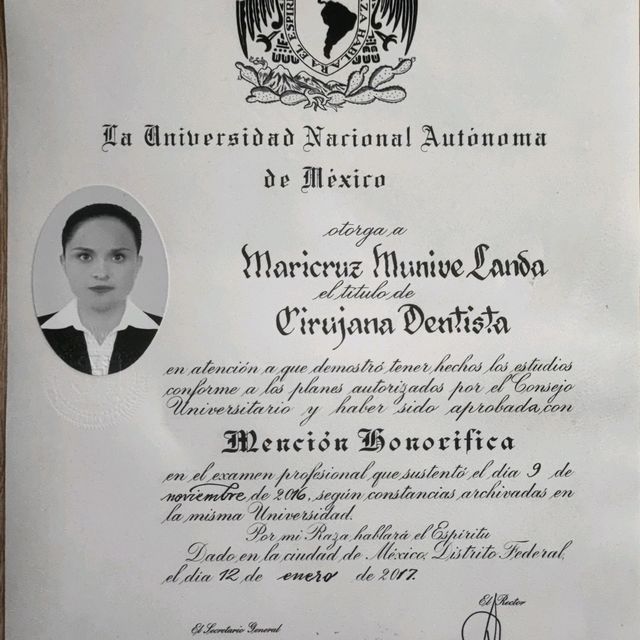 EL ESPIRI
ZA HABLARA
La Universidad Nacional Autónoma
de México
otorga a
Maricruz Munive Landa
el título de
Cirujana Dentista
en atención a que demostró tener hechos los estudios
conforme a los planes autorizados por el Consejo
Universitario y haber sido aprobada con
Mención Honorífica
en el examen profesional que sustentó el día 9 de
noviembre de 2016, según constancias archivadas en
la misma Universidad.
Por mi Raza hablará el Espíritu
Dado en la ciudad de México, Distrito Federal,
el día 12 de enero de 2017.
El Rector
El Secretario General